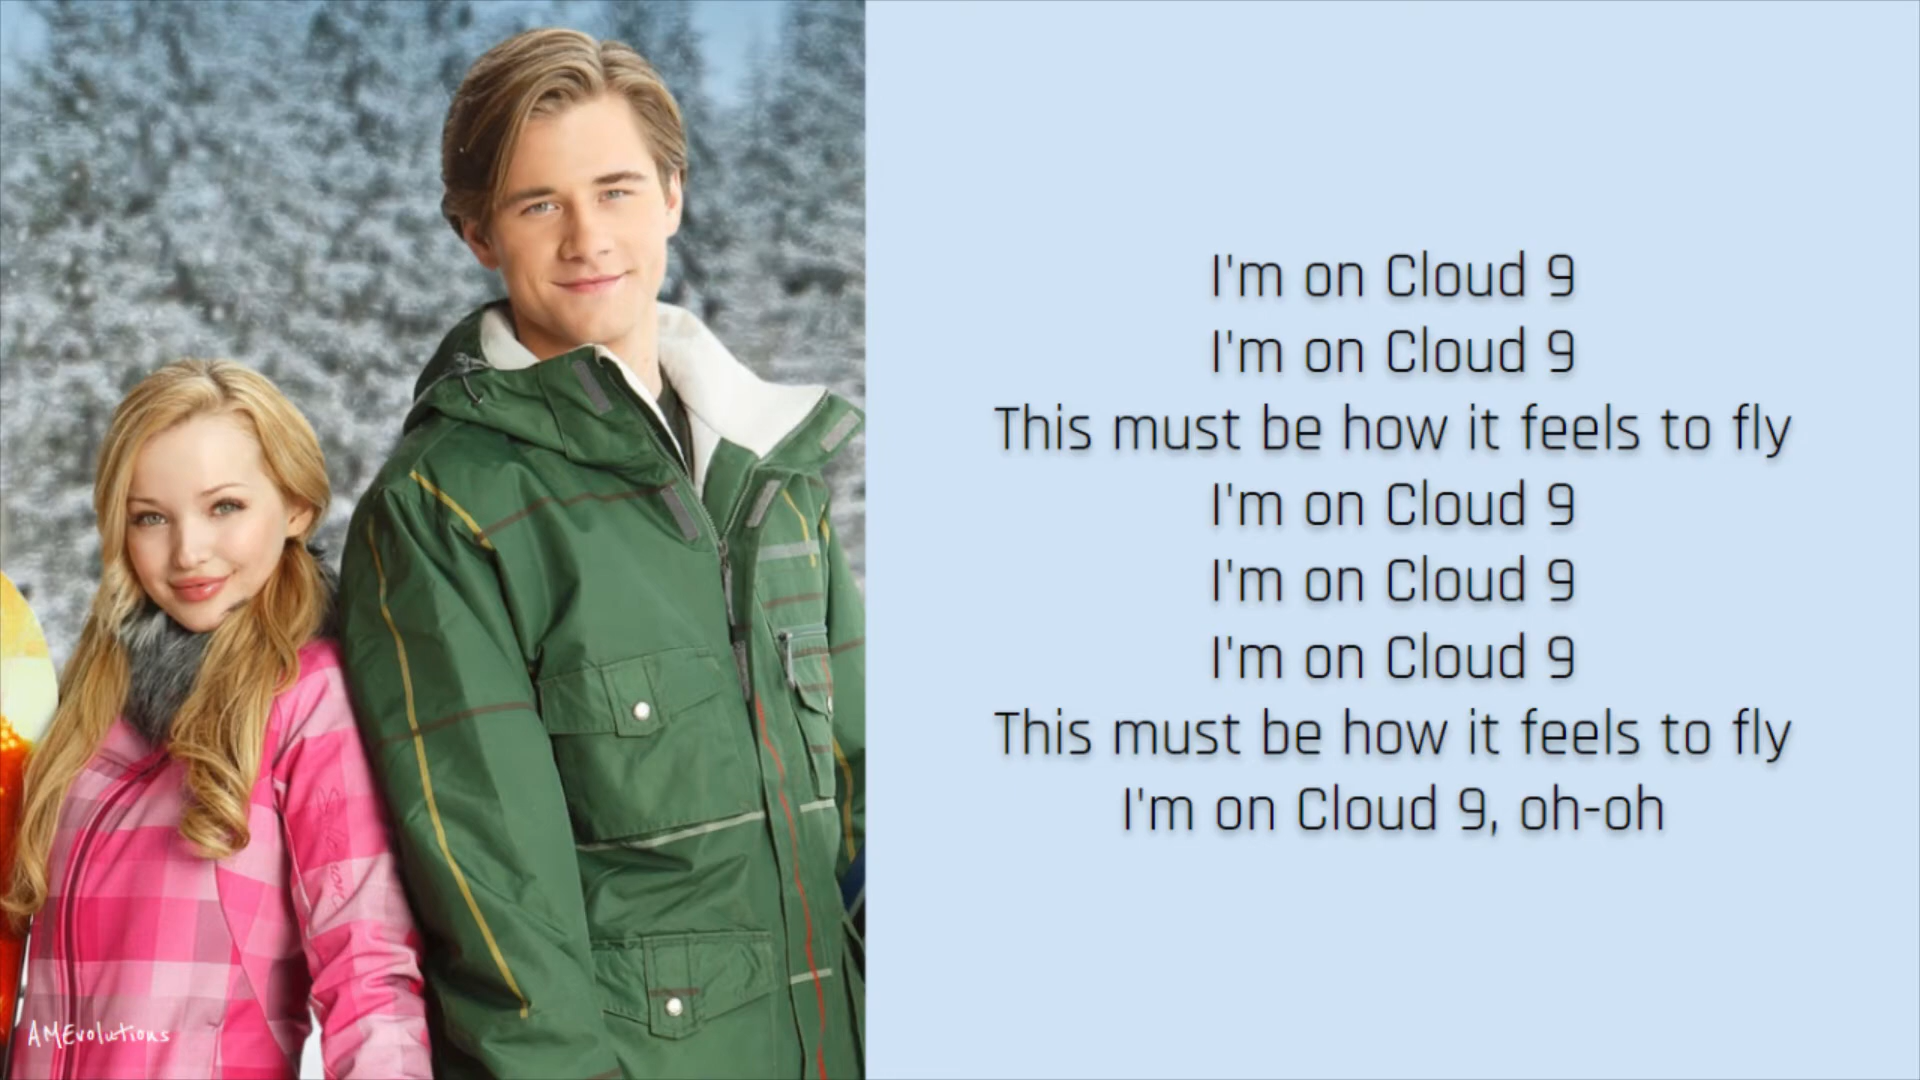 I'm on Cloud 9
I'm on Cloud 9
This must be how it feels to fly
I'm on Cloud 9
I'm on Cloud 9
I'm on Cloud 9
This must be how it feels to fly
I'm on Cloud 9, oh-oh
AMEvolutions